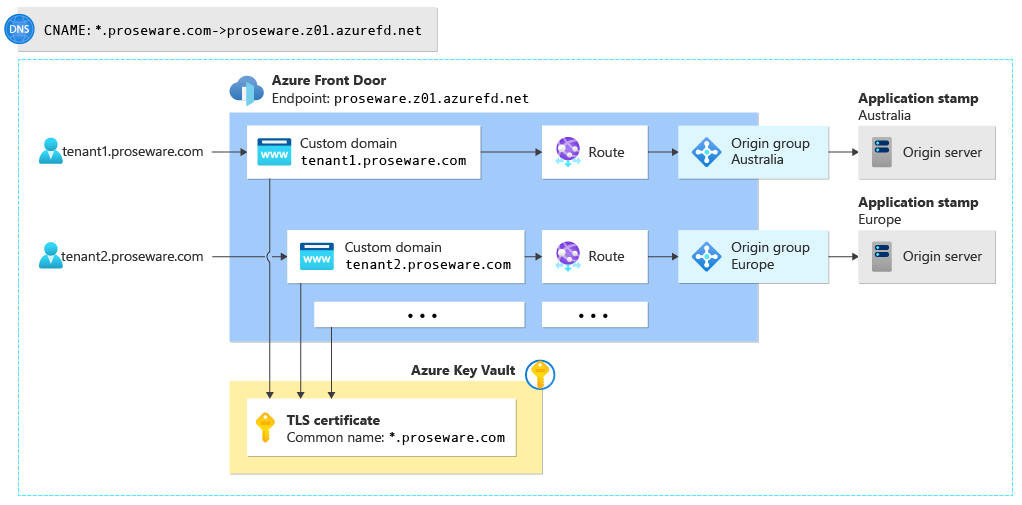 DNS
CNAME: *.proseware.com->proseware.z01.azurefd.net
Azure Front Door
Endpoint: proseware.z01.azurefd.net
Application stamp
Australia
tenant1.proseware.com
www
Custom domain
tenant1.proseware.com
Route
Origin group
Australia
Origin server
Application stamp
Europe
tenant2.proseware.com
www
Custom domain
tenant2.proseware.com
Route
Origin group
Europe
Origin server
• • •
• • •
Azure Key Vault
TLS certificate
Common name: *.proseware.com